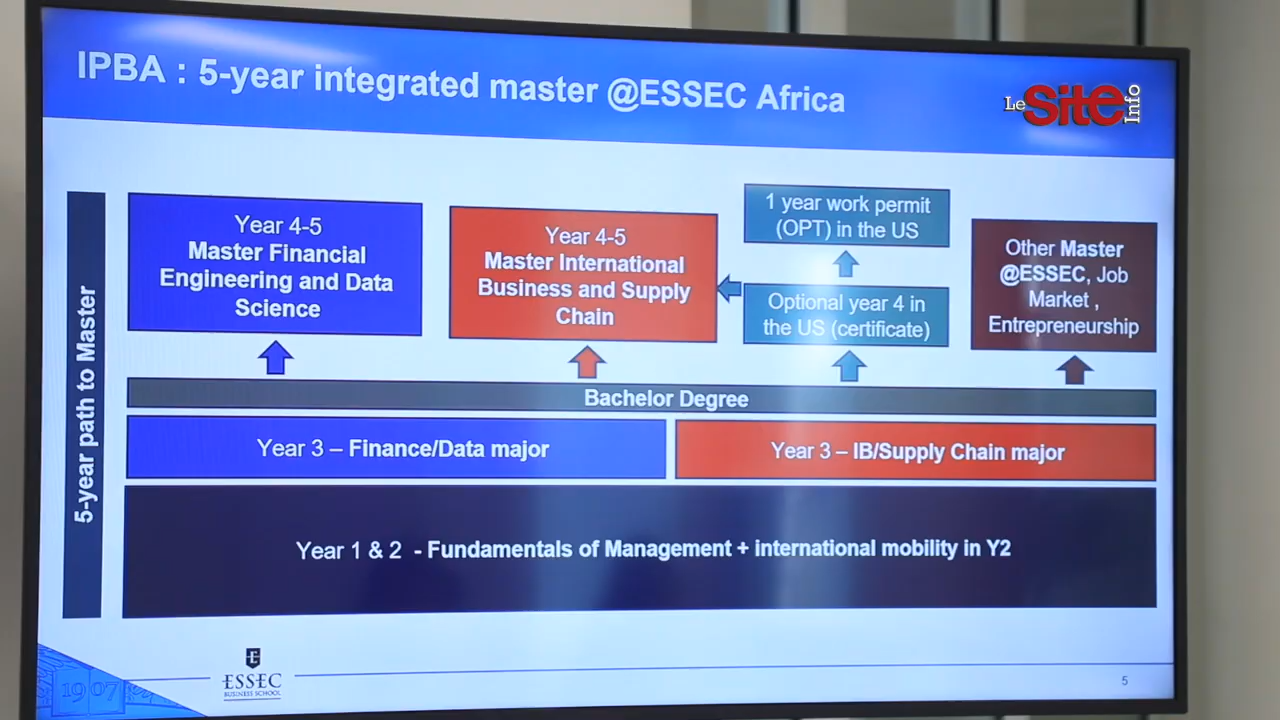 IPBA : 5-year integrated master @ESSEC Africa
Le Site Info
5-year path to Master
Year 4-5
Master Financial
Engineering and Data
Science
Year 4-5
Master International
Business and Supply
Chain
1 year work permit
(OPT) in the US
Optional year 4 in
the US (certificate)
Other Master
@ESSEC, Job
Market ,
Entrepreneurship
Bachelor Degree
Year 3 – Finance/Data major
Year 3 – IB/Supply Chain major
Year 1 & 2 - Fundamentals of Management + international mobility in Y2
1907
ESSEC
BUSINESS SCHOOL
5